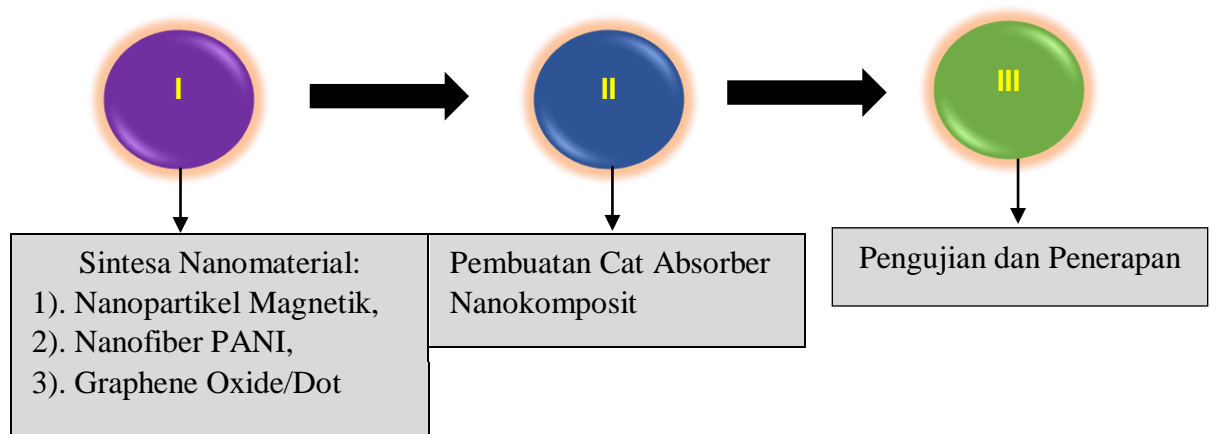 I
II
III
Sintesa Nanomaterial:
1). Nanopartikel Magnetik,
2). Nanofiber PANI,
3). Graphene Oxide/Dot
Pembuatan Cat Absorber
Nanokomposit
Pengujian dan Penerapan